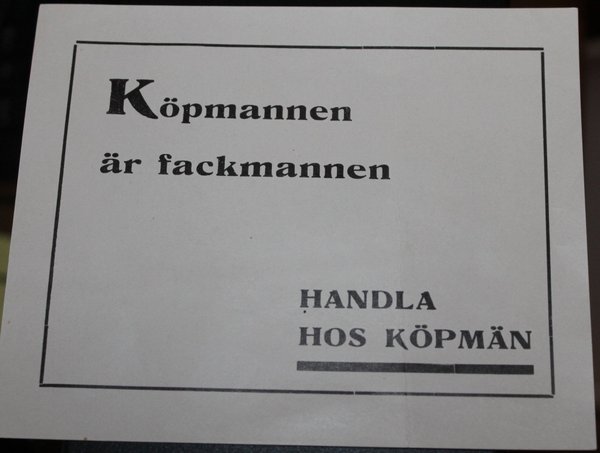 Köpmannen
är fackmannen
HANDLA
HOS KÖPMÄN